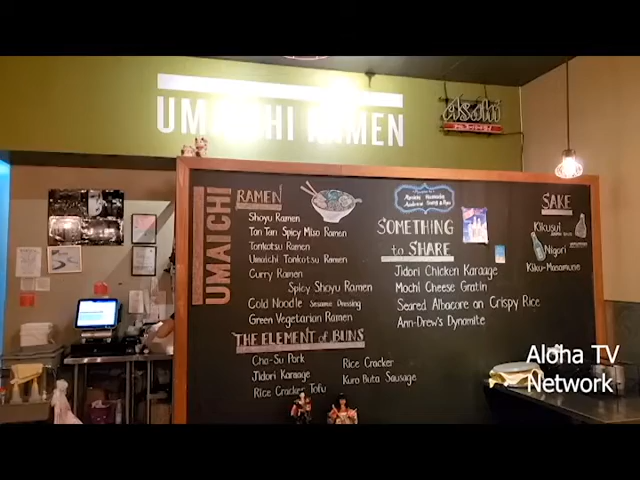 UMAICHI RAMEN
Asahi
UMAICHI
RAMEN
Shoyu Ramen
Tan Tan Spicy Miso Ramen
Tonkatsu Ramen
Umaichi Tonkotsu Ramen
Curry Ramen
Spicy Shoyu Ramen
Cold Noodle Sesame Dressing
Green Vegetarian Ramen
THE ELEMENT of BUNS
Cha-Su Pork
Jidori Karaage
Rice Cracker Tofu
Rice Cracker
Kuro Buta Sausage
SOMETHING
to SHARE
Jidori Chicken Karaage
Mochi Cheese Gratin
Seared Albacore on Crispy Rice
Ann-Drew's Dynamite
SAKE
Kikusui
Nigori
Kiku-Masamune
Aloha TV
Network